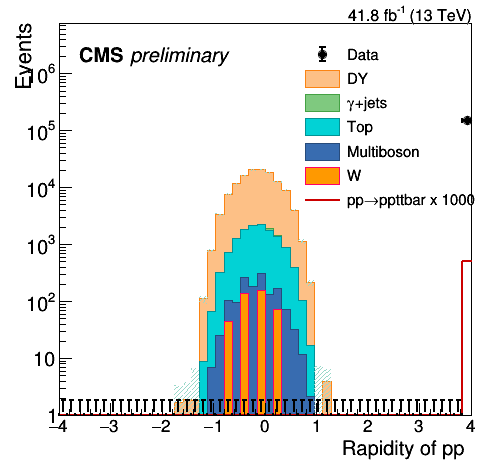 41.8 fb⁻¹ (13 TeV)
Events
CMS preliminary
Data
DY
γ+jets
Top
Multiboson
W
pp→ppttbar x 1000
10⁶
10⁵
10⁴
10³
10²
10
1
−4 −3 −2 −1 0 1 2 3 4
Rapidity of pp